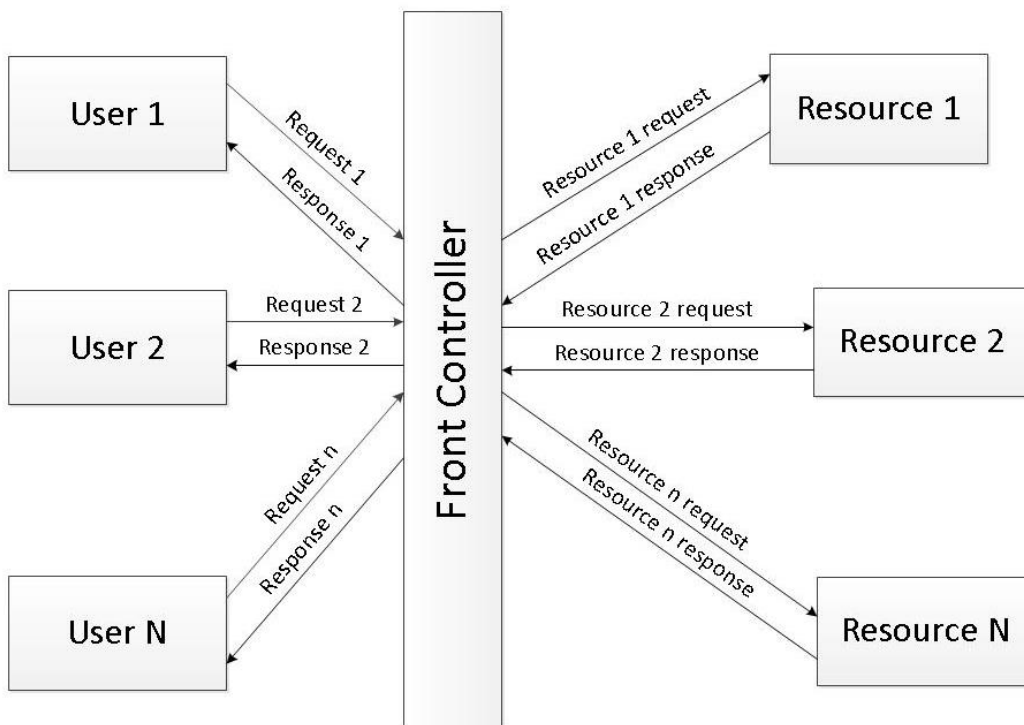 User 1
Request 1
Response 1
User 2
Request 2
Response 2
User N
Request n
Response n
Front Controller
Resource 1 request
Resource 1 response
Resource 1
Resource 2 request
Resource 2 response
Resource 2
Resource n request
Resource n response
Resource N